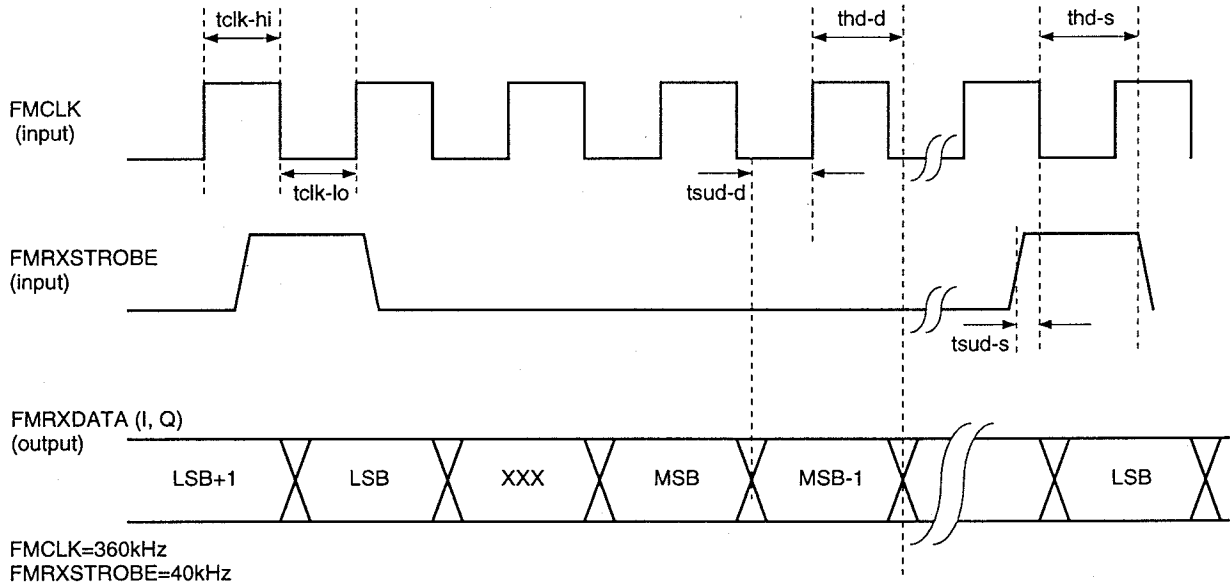 tclk-hi thd-d thd-s
FMCLK
(input)
tclk-lo tsud-d
FMRXSTROBE
(input)
tsud-s
FMRXDATA (I, Q)
(output)
LSB+1 LSB XXX MSB MSB-1 LSB
FMCLK=360kHz
FMRXSTROBE=40kHz